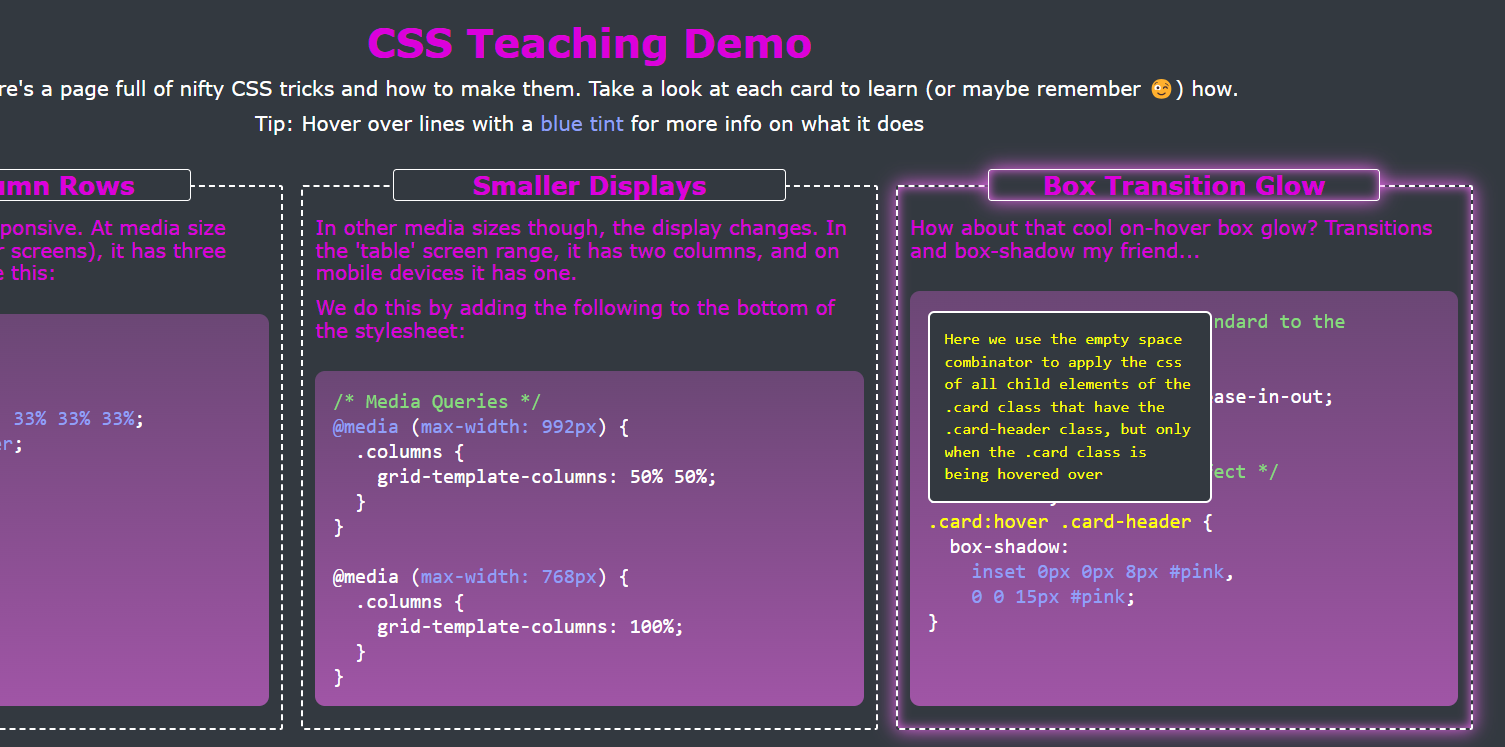 CSS Teaching Demo
re's a page full of nifty CSS tricks and how to make them. Take a look at each card to learn (or maybe remember 😉) how.
Tip: Hover over lines with a blue tint for more info on what it does
umn Rows
ponsive. At media size
r screens), it has three
e this:
33% 33% 33%;
er;
Smaller Displays
In other media sizes though, the display changes. In
the 'table' screen range, it has two columns, and on
mobile devices it has one.
We do this by adding the following to the bottom of
the stylesheet:
/* Media Queries */
@media (max-width: 992px) {
  .columns {
    grid-template-columns: 50% 50%;
  }
}
@media (max-width: 768px) {
  .columns {
    grid-template-columns: 100%;
  }
}
Box Transition Glow
How about that cool on-hover box glow? Transitions
and box-shadow my friend...
ndard to the
ease-in-out;
fect */
Here we use the empty space
combinator to apply the css
of all child elements of the
.card class that have the
.card-header class, but only
when the .card class is
being hovered over
.card:hover .card-header {
  box-shadow:
    inset 0px 0px 8px #pink,
    0 0 15px #pink;
}